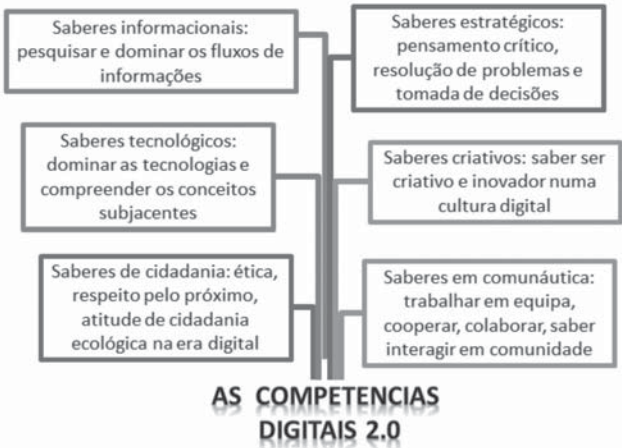 Saberes informacionais:
pesquisar e dominar os fluxos de
informações
Saberes estratégicos:
pensamento crítico,
resolução de problemas e
tomada de decisões
Saberes tecnológicos:
dominar as tecnologias e
compreender os conceitos
subjacentes
Saberes criativos: saber ser
criativo e inovador numa
cultura digital
Saberes de cidadania: ética,
respeito pelo próximo,
atitude de cidadania
ecológica na era digital
Saberes em comunáutica:
trabalhar em equipa,
cooperar, colaborar, saber
interagir em comunidade
AS COMPETENCIAS
DIGITAIS 2.0